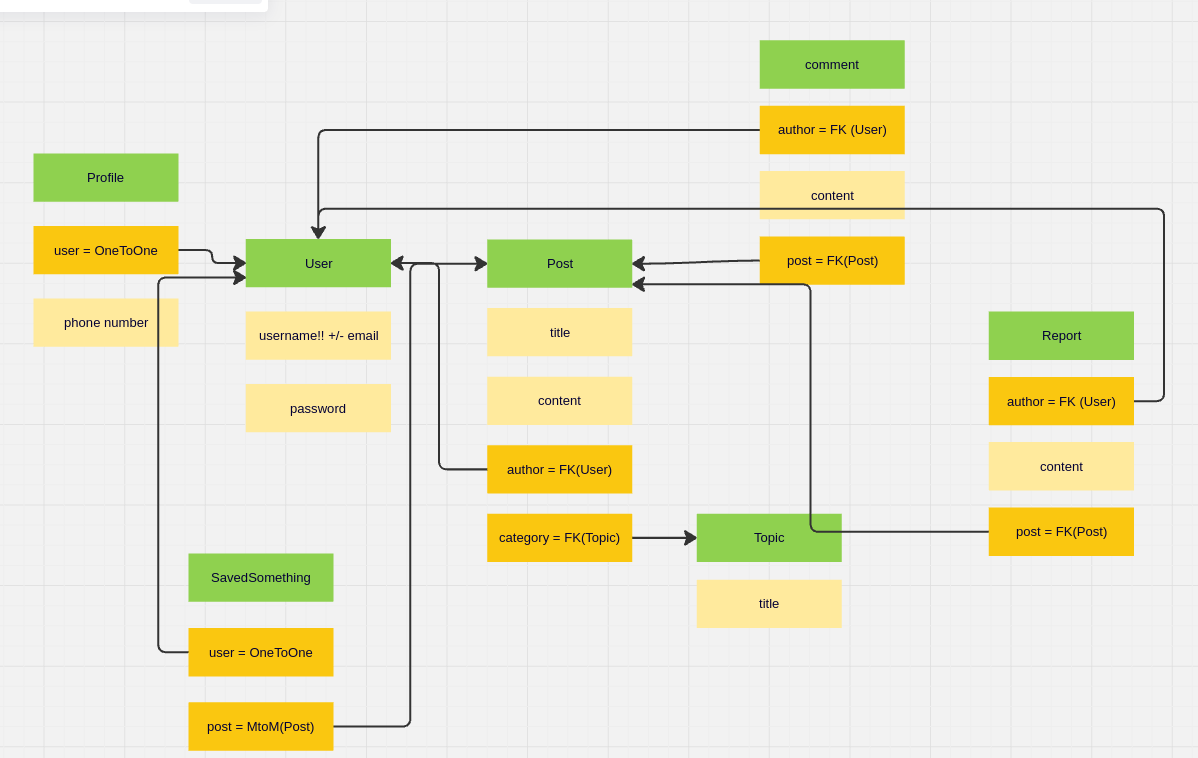 comment
author = FK (User)
content
post = FK(Post)
Profile
user = OneToOne
phone number
User
username!! +/- email
password
Post
title
content
author = FK(User)
category = FK(Topic)
Topic
title
Report
author = FK (User)
content
post = FK(Post)
SavedSomething
user = OneToOne
post = MtoM(Post)